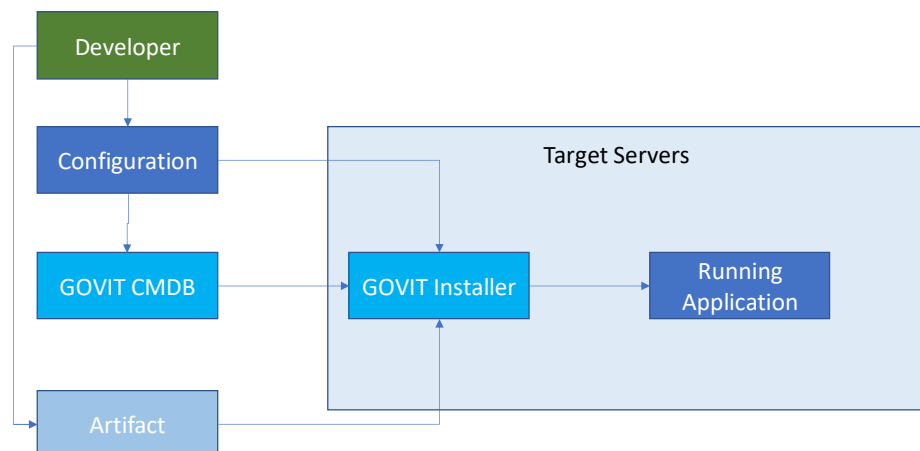 Developer
Configuration
Target Servers
GOVIT CMDB
GOVIT Installer
Running
Application
Artifact